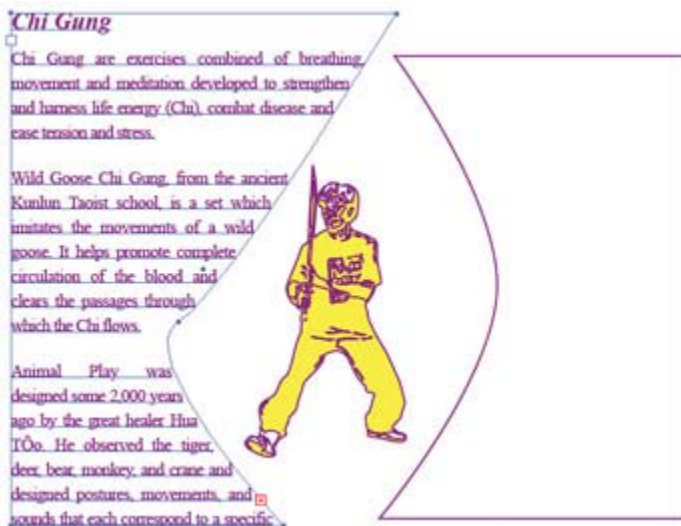 Chi Gung
Chi Gung are exercises combined of breathing,
movement and meditation developed to strengthen
and harness life energy (Chi), combat disease and
ease tension and stress.
Wild Goose Chi Gung, from the ancient
Kunlun Taoist school, is a set which
imitates the movements of a wild
goose. It helps promote complete
circulation of the blood and
clears the passages through
which the Chi flows.
Animal Play was
designed some 2,000 years
ago by the great healer Hua
TÕo. He observed the tiger,
deer, bear, monkey, and crane and
designed postures, movements, and
sounds that each correspond to a specific